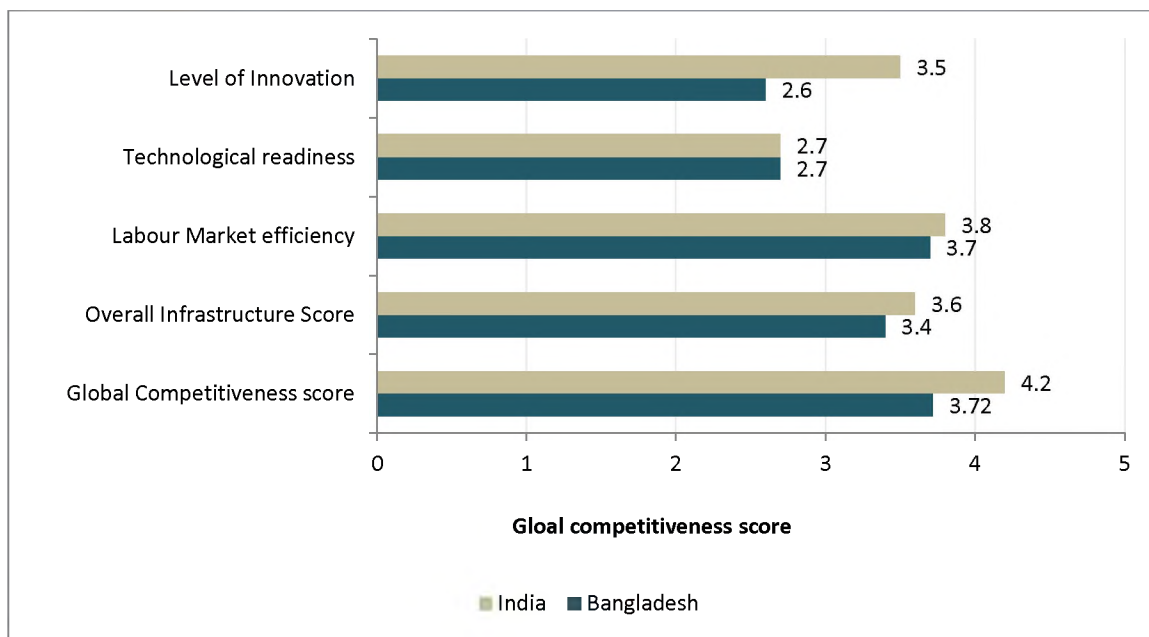 Level of Innovation
3.5
2.6
Technological readiness
2.7
2.7
Labour Market efficiency
3.8
3.7
Overall Infrastructure Score
3.6
3.4
Global Competitiveness score
4.2
3.72
0 1 2 3 4 5
Gloal competitiveness score
India Bangladesh